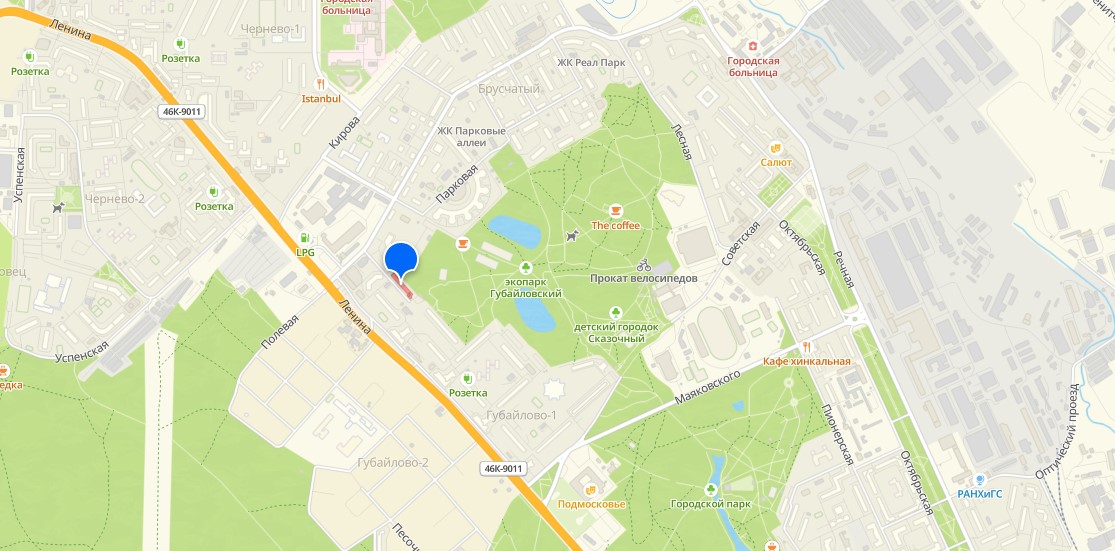 Городская
больница
Ленина
Чернево-1
Розетка
Розетка
Istanbul
46К-9011
Кирова
Брусчатый
ЖК Реал Парк
Городская
больница
ЖК Парковые
аллеи
Лесная
Салют
Успенская
Чернево-2
Розетка
Парковая
The coffee
Советская
Октябрьская
Речная
LPG
экопарк
Губайловский
Прокат велосипедов
Ленина
Полевая
детский городок
Сказочный
Успенская
Кафе хинкальная
Розетка
Маяковского
Губайлово-1
Пионерская
Оптический проезд
Губайлово-2
46К-9011
Октябрьская
РАНХиГС
Подмосковье
Городской парк